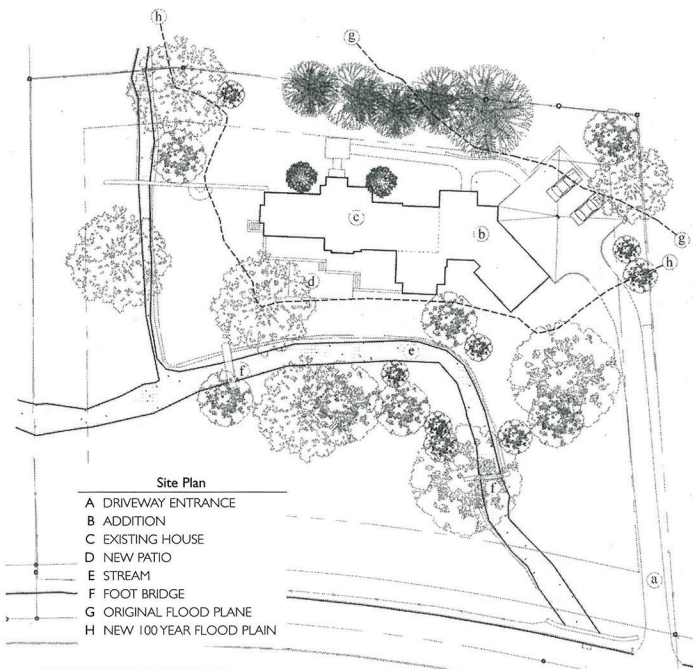 h
g
c
b
g
h
d
e
f
f
a
Site Plan
A DRIVEWAY ENTRANCE
B ADDITION
C EXISTING HOUSE
D NEW PATIO
E STREAM
F FOOT BRIDGE
G ORIGINAL FLOOD PLANE
H NEW 100 YEAR FLOOD PLAIN